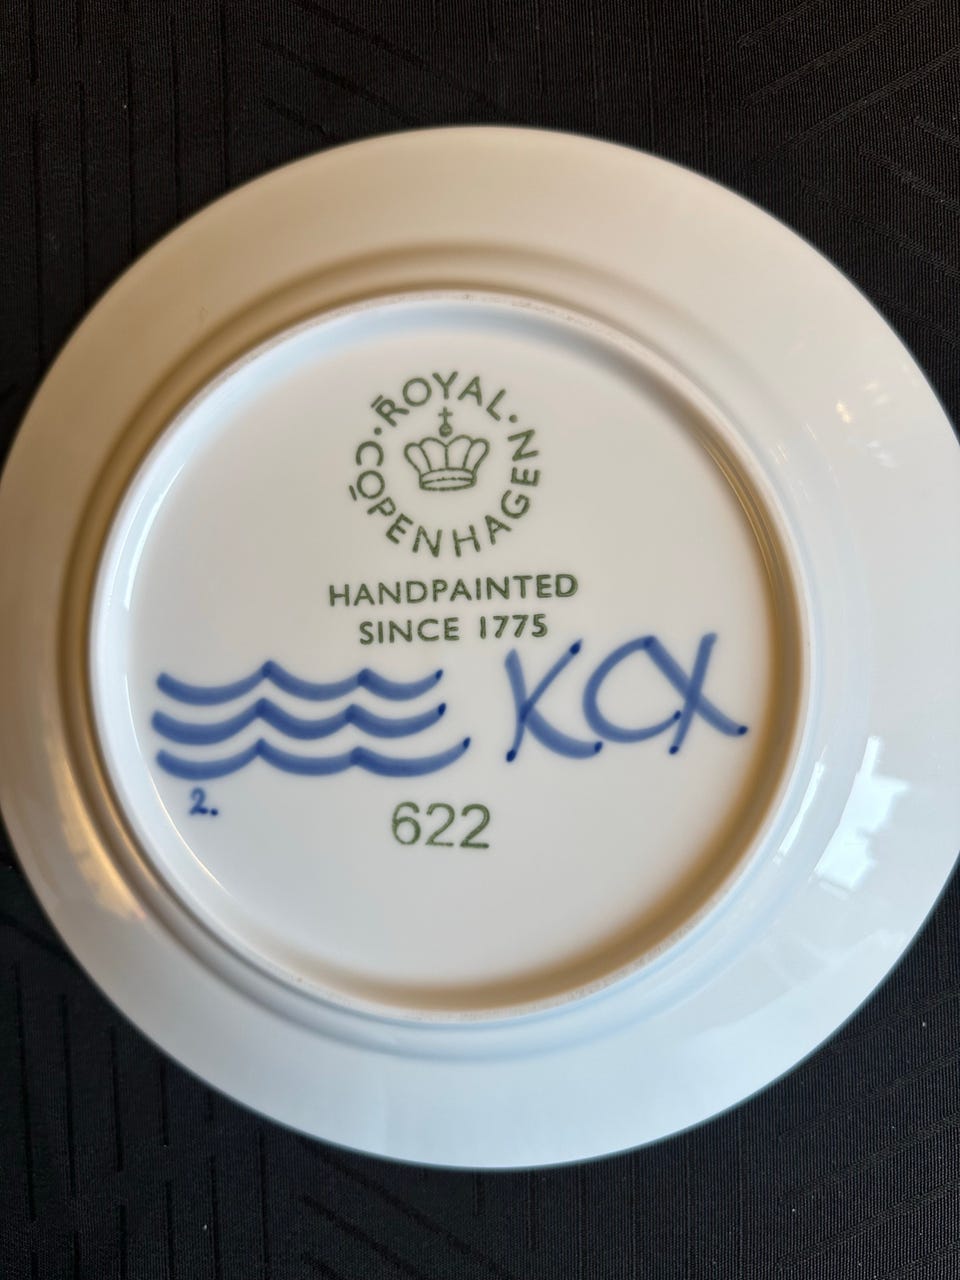 ROYAL · COPENHAGEN ·
HANDPAINTED
SINCE 1775
KCX
2.
622